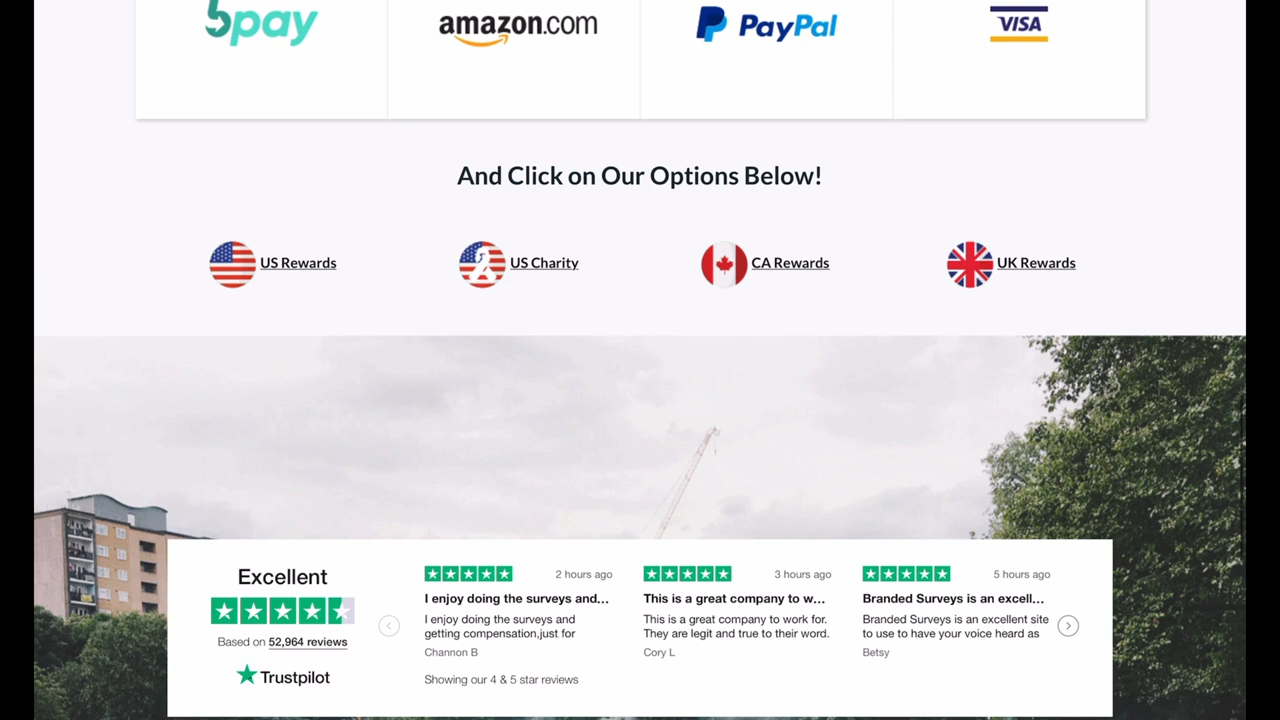 5pay
amazon.com
PayPal
VISA
And Click on Our Options Below!
US Rewards
US Charity
CA Rewards
UK Rewards
Excellent
Based on 52,964 reviews
Trustpilot
2 hours ago
I enjoy doing the surveys and...
I enjoy doing the surveys and
getting compensation,just for
Channon B
3 hours ago
This is a great company to w...
This is a great company to work for.
They are legit and true to their word.
Cory L
5 hours ago
Branded Surveys is an excell...
Branded Surveys is an excellent site
to use to have your voice heard as
Betsy
Showing our 4 & 5 star reviews